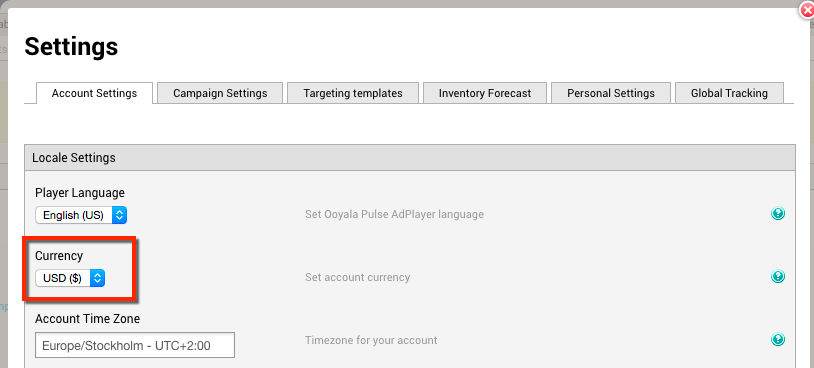 Settings
Account Settings Campaign Settings Targeting templates Inventory Forecast Personal Settings Global Tracking
Locale Settings
Player Language
English (US) Set Ooyala Pulse AdPlayer language ?
Currency
USD ($) Set account currency ?
Account Time Zone
Europe/Stockholm - UTC+2:00 Timezone for your account ?